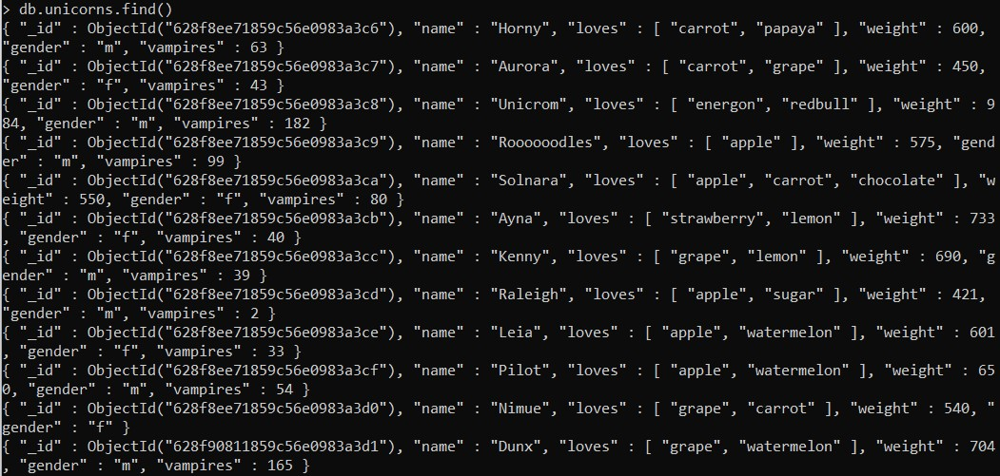 > db.unicorns.find()
{ "_id" : ObjectId("628f8ee71859c56e0983a3c6"), "name" : "Horny", "loves" : [ "carrot", "papaya" ], "weight" : 600,
"gender" : "m", "vampires" : 63 }
{ "_id" : ObjectId("628f8ee71859c56e0983a3c7"), "name" : "Aurora", "loves" : [ "carrot", "grape" ], "weight" : 450,
"gender" : "f", "vampires" : 43 }
{ "_id" : ObjectId("628f8ee71859c56e0983a3c8"), "name" : "Unicrom", "loves" : [ "energon", "redbull" ], "weight" : 9
84, "gender" : "m", "vampires" : 182 }
{ "_id" : ObjectId("628f8ee71859c56e0983a3c9"), "name" : "Roooooodles", "loves" : [ "apple" ], "weight" : 575, "gend
er" : "m", "vampires" : 99 }
{ "_id" : ObjectId("628f8ee71859c56e0983a3ca"), "name" : "Solnara", "loves" : [ "apple", "carrot", "chocolate" ], "w
eight" : 550, "gender" : "f", "vampires" : 80 }
{ "_id" : ObjectId("628f8ee71859c56e0983a3cb"), "name" : "Ayna", "loves" : [ "strawberry", "lemon" ], "weight" : 733
, "gender" : "f", "vampires" : 40 }
{ "_id" : ObjectId("628f8ee71859c56e0983a3cc"), "name" : "Kenny", "loves" : [ "grape", "lemon" ], "weight" : 690, "g
ender" : "m", "vampires" : 39 }
{ "_id" : ObjectId("628f8ee71859c56e0983a3cd"), "name" : "Raleigh", "loves" : [ "apple", "sugar" ], "weight" : 421,
"gender" : "m", "vampires" : 2 }
{ "_id" : ObjectId("628f8ee71859c56e0983a3ce"), "name" : "Leia", "loves" : [ "apple", "watermelon" ], "weight" : 601
, "gender" : "f", "vampires" : 33 }
{ "_id" : ObjectId("628f8ee71859c56e0983a3cf"), "name" : "Pilot", "loves" : [ "apple", "watermelon" ], "weight" : 65
0, "gender" : "m", "vampires" : 54 }
{ "_id" : ObjectId("628f8ee71859c56e0983a3d0"), "name" : "Nimue", "loves" : [ "grape", "carrot" ], "weight" : 540, "
gender" : "f" }
{ "_id" : ObjectId("628f90811859c56e0983a3d1"), "name" : "Dunx", "loves" : [ "grape", "watermelon" ], "weight" : 704
, "gender" : "m", "vampires" : 165 }